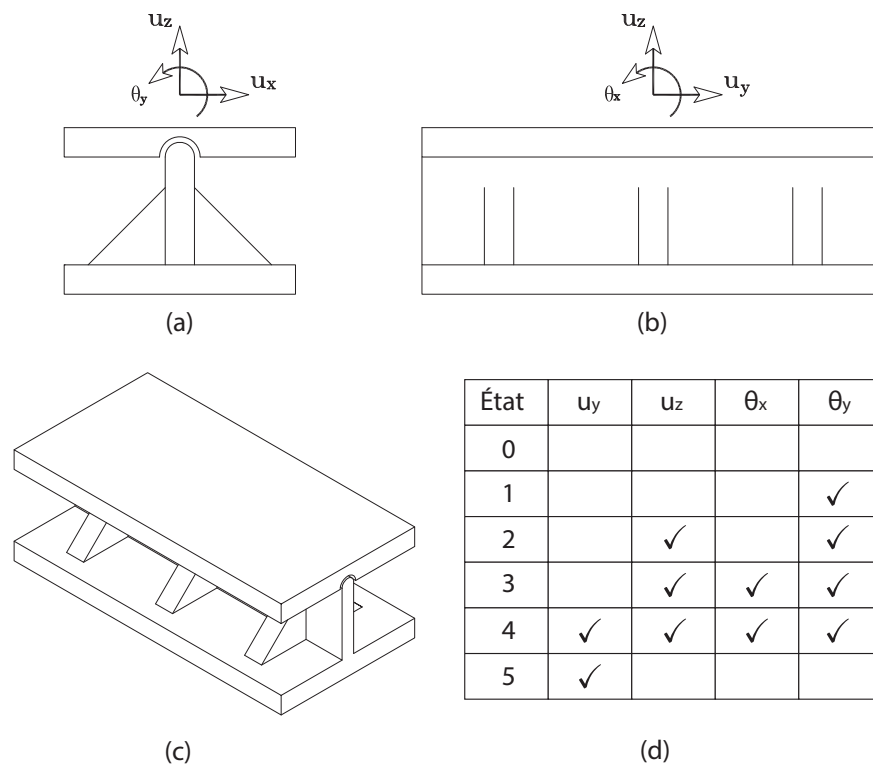 uz
θy
ux
uz
θx
uy
(a)
(b)
État uy uz θx θy
0
1 ✓
2 ✓ ✓
3 ✓ ✓ ✓
4 ✓ ✓ ✓ ✓
5 ✓
(c)
(d)